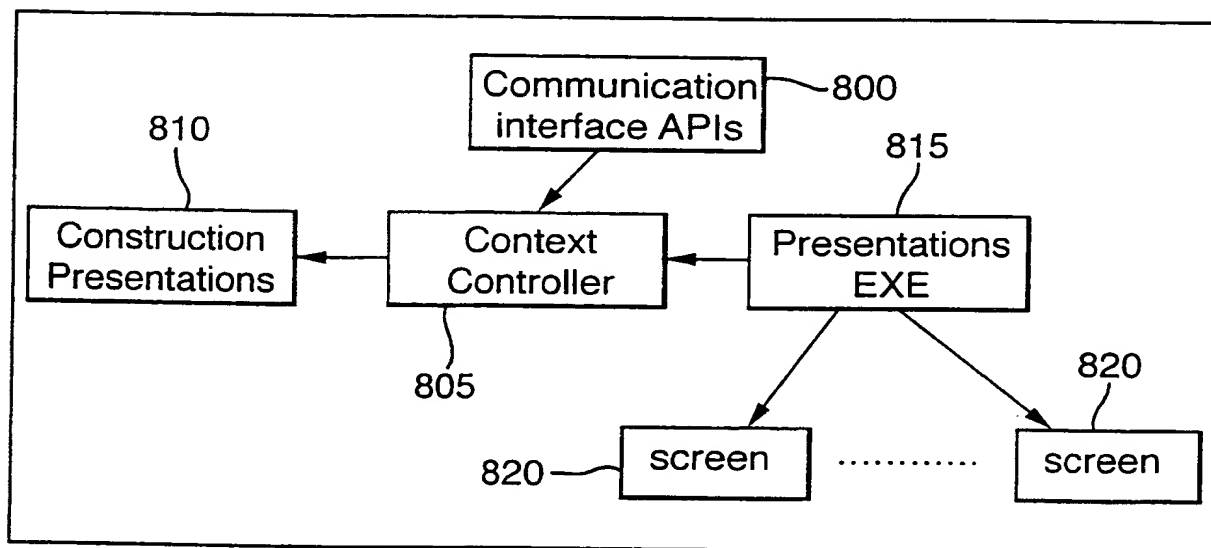 Communication
interface APIs
800
810
815
Construction
Presentations
Context
Controller
Presentations
EXE
805
820
820
screen
screen